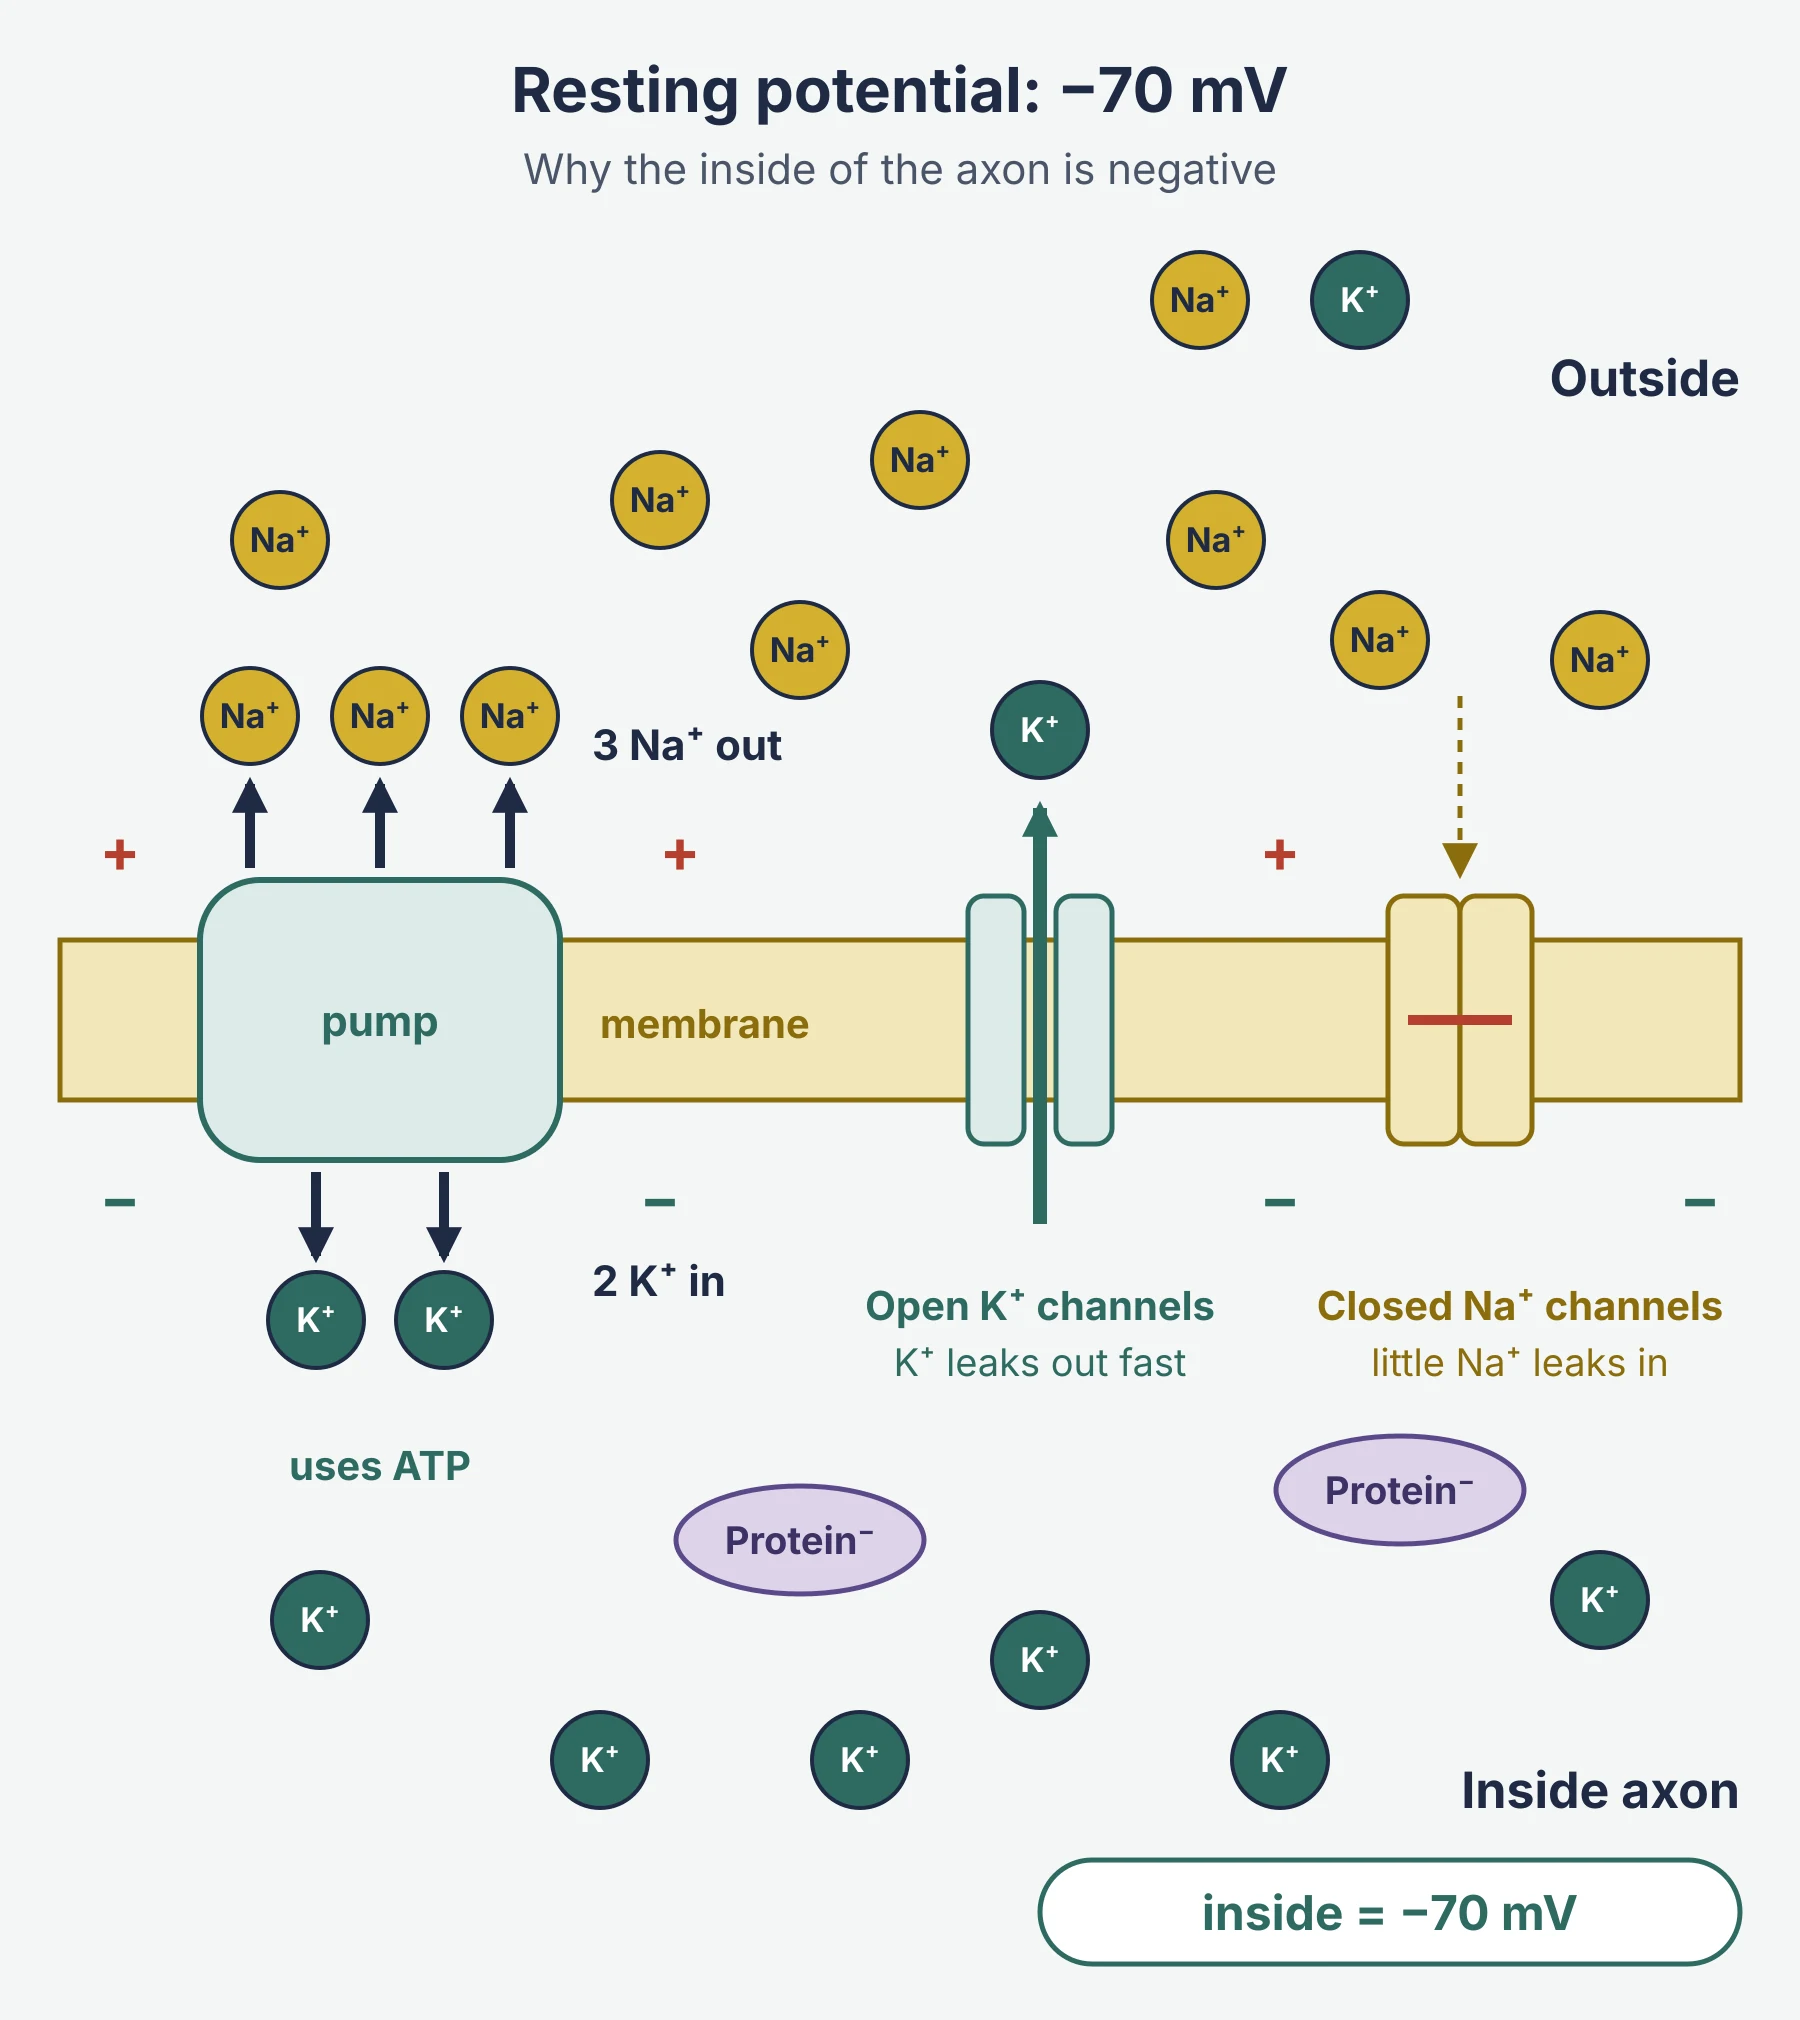 Resting potential: −70 mV
Why the inside of the axon is negative
Na⁺ K⁺
Outside
Na⁺
Na⁺
Na⁺
Na⁺
Na⁺
Na⁺
Na⁺
Na⁺ Na⁺ Na⁺
3 Na⁺ out
K⁺
+ + +
pump
membrane
− − − −
2 K⁺ in
K⁺ K⁺
Open K⁺ channels
K⁺ leaks out fast
Closed Na⁺ channels
little Na⁺ leaks in
uses ATP
Protein⁻
Protein⁻
K⁺
K⁺
K⁺
K⁺ K⁺ K⁺
Inside axon
inside = −70 mV